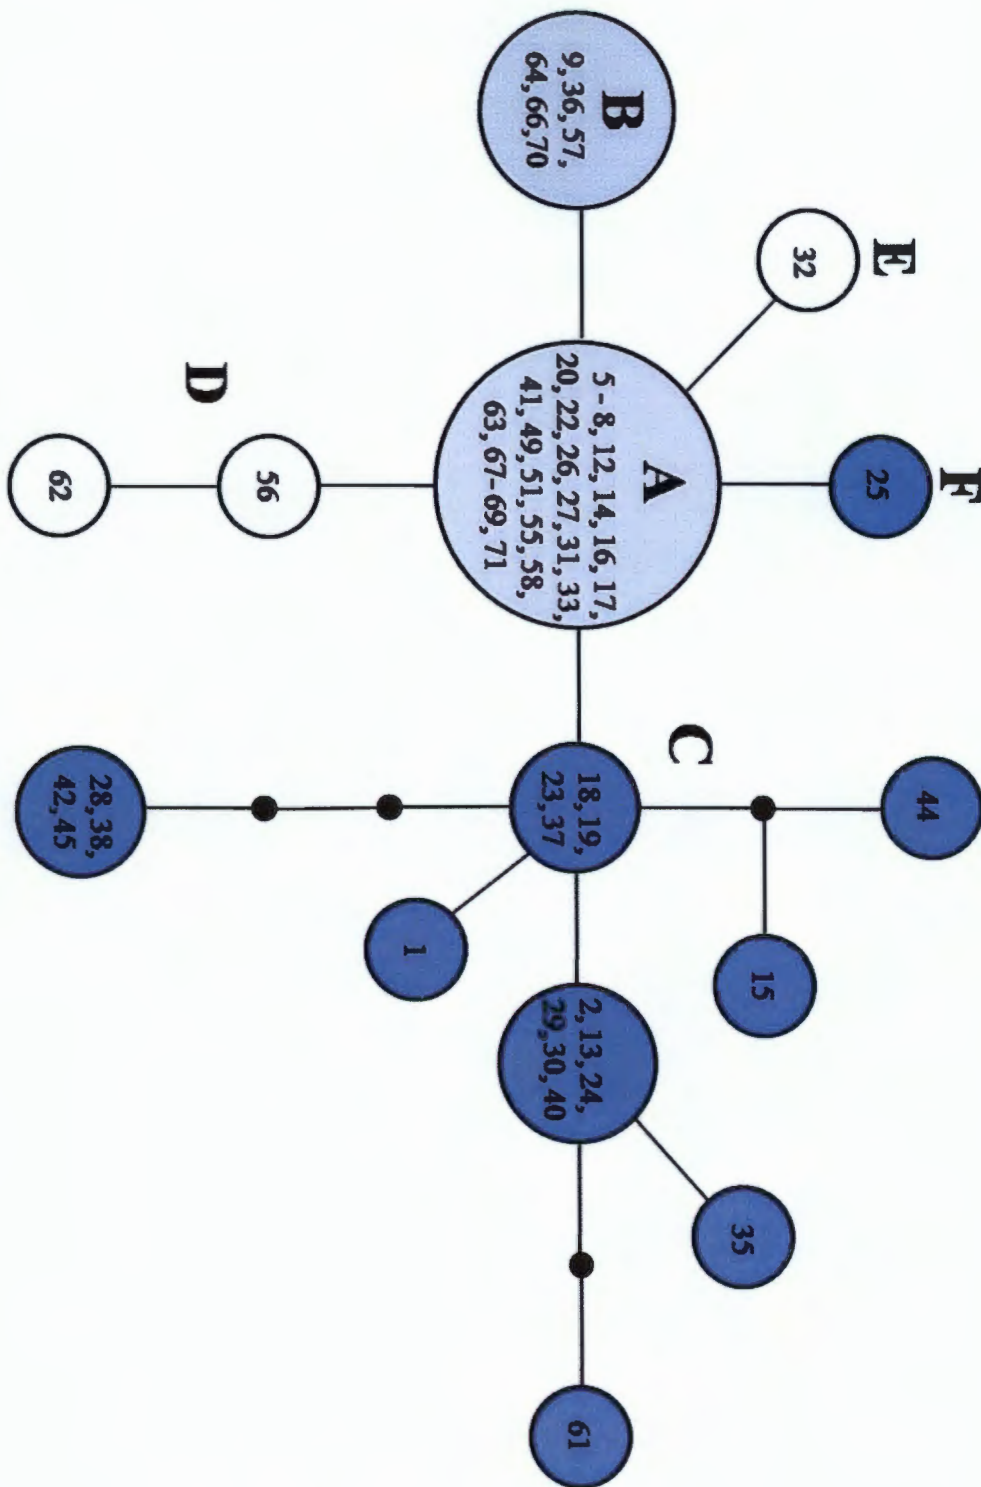 F
25
E
32
A
5 - 8, 12, 14, 16, 17,
20, 22, 26, 27, 31, 33,
41, 49, 51, 55, 58,
63, 67-69, 71
B
9, 36, 57,
64, 66, 70
D
56
62
C
44
15
18, 19,
23, 37
1
28, 38,
42, 45
2, 13, 24,
29, 30, 40
35
61